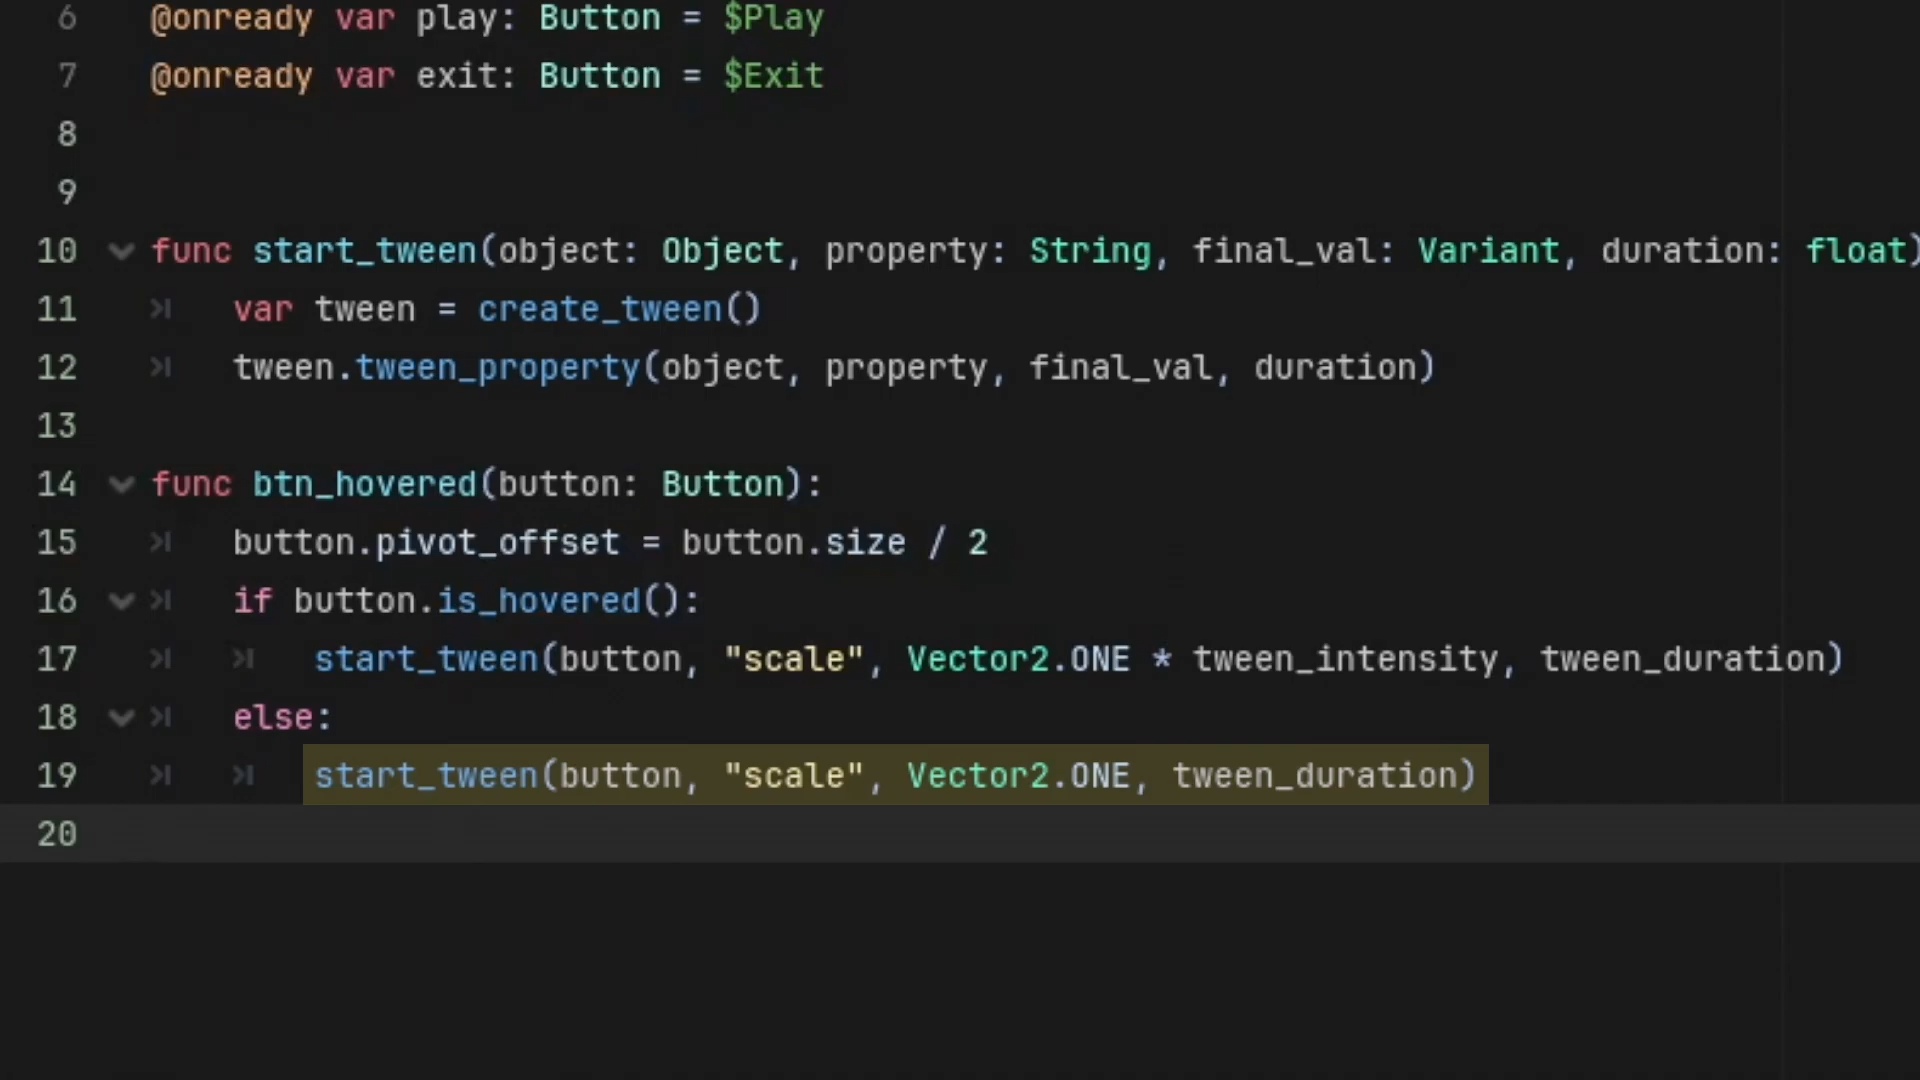 6 @onready var play: Button = $Play
7 @onready var exit: Button = $Exit
8
9
10 func start_tween(object: Object, property: String, final_val: Variant, duration: float)
11 var tween = create_tween()
12 tween.tween_property(object, property, final_val, duration)
13
14 func btn_hovered(button: Button):
15 button.pivot_offset = button.size / 2
16 if button.is_hovered():
17 start_tween(button, "scale", Vector2.ONE * tween_intensity, tween_duration)
18 else:
19 start_tween(button, "scale", Vector2.ONE, tween_duration)
20